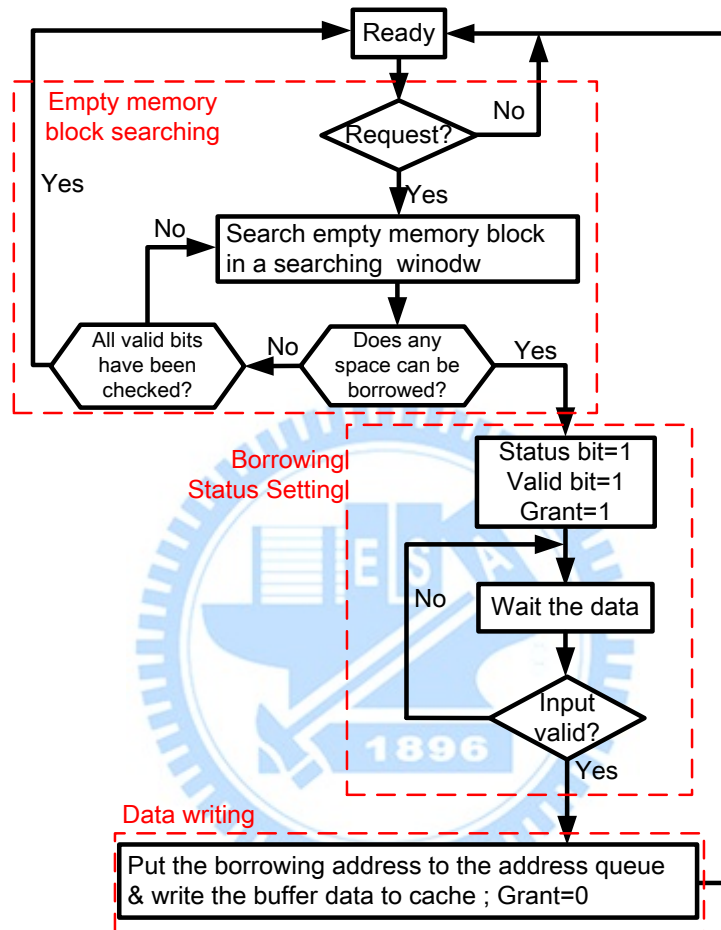 Ready
Empty memory
block searching
Request?
No
Yes
Yes
No
Search empty memory block
in a searching winodw
All valid bits
have been
checked?
No
Does any
space can be
borrowed?
Yes
Borrowing
Status Setting
Status bit=1
Valid bit=1
Grant=1
ESA
No
Wait the data
Input
valid?
1896
Yes
Data writing
Put the borrowing address to the address queue
& write the buffer data to cache ; Grant=0